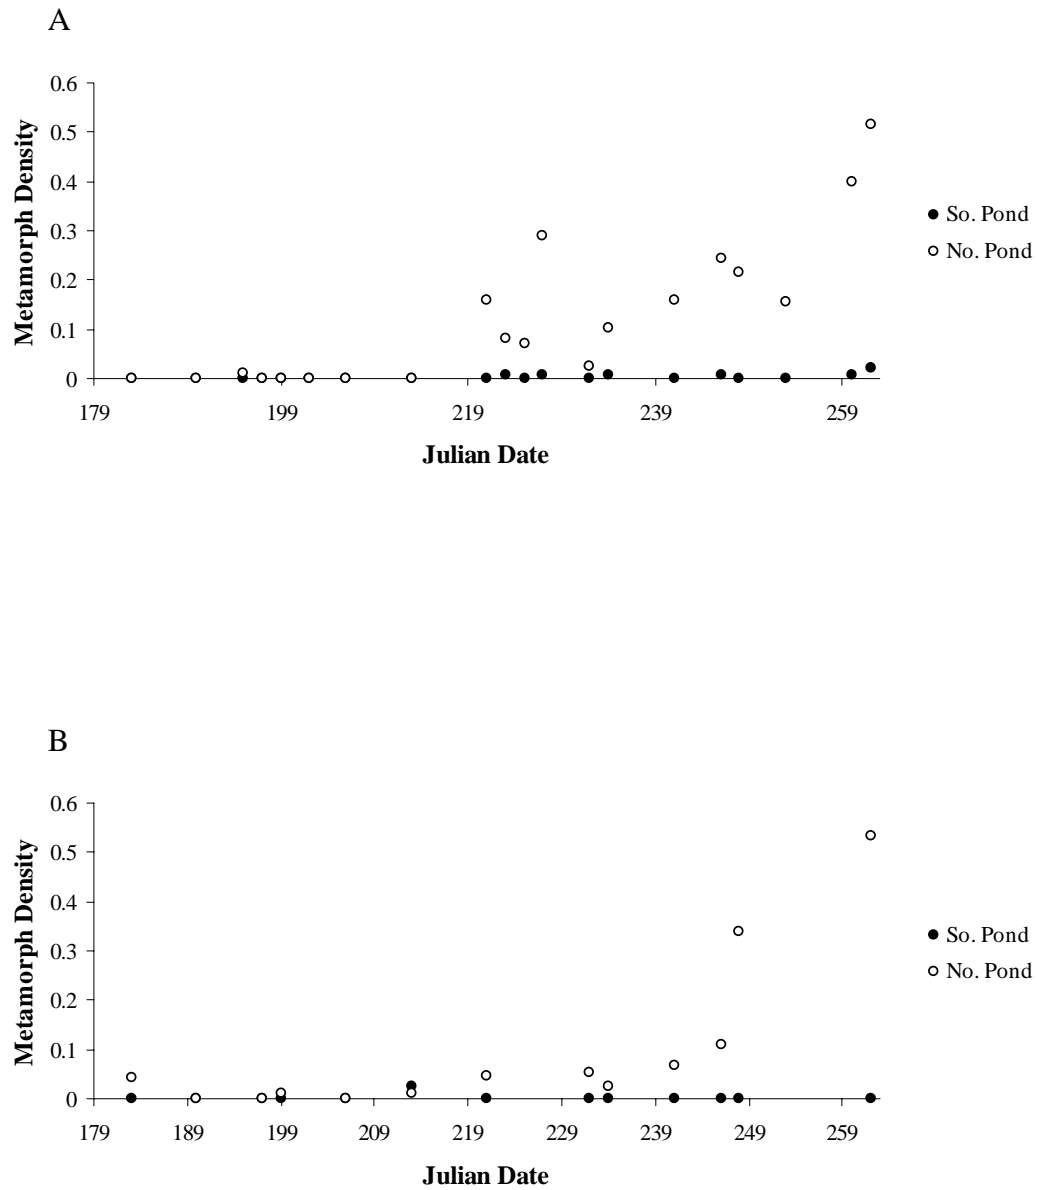 A
0.6
0.5
0.4
0.3
0.2
0.1
0
Metamorph Density
179 199 219 239 259
Julian Date
So. Pond
No. Pond
B
0.6
0.5
0.4
0.3
0.2
0.1
0
Metamorph Density
179 189 199 209 219 229 239 249 259
Julian Date
So. Pond
No. Pond